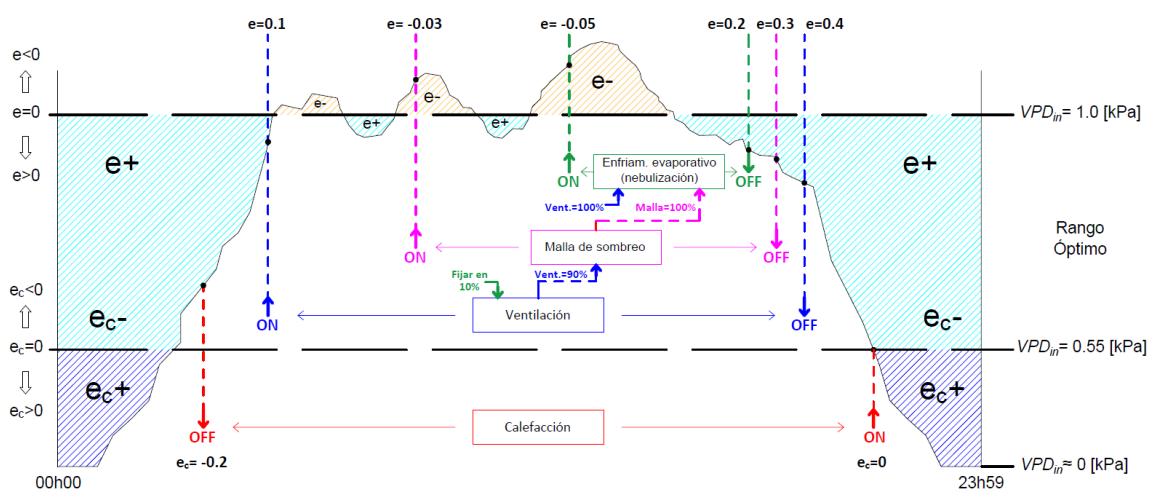 e=0.1 e= -0.03 e= -0.05 e=0.2 e=0.3 e=0.4
e<0
e-
e-
e-
e=0
VPDin= 1.0 [kPa]
e+
e+
e>0
e+
e+
Enfriam. evaporativo
(nebulización)
ON
OFF
Vent.=100%
Malla=100%
Malla de sombreo
ON
OFF
Rango
Óptimo
Fijar en
10%
Vent.=90%
ec<0
Ventilación
ec-
ec-
ON
OFF
ec=0
VPDin= 0.55 [kPa]
ec+
ec+
ec>0
Calefacción
OFF
ON
ec= -0.2
ec=0
VPDin≈ 0 [kPa]
00h00
23h59